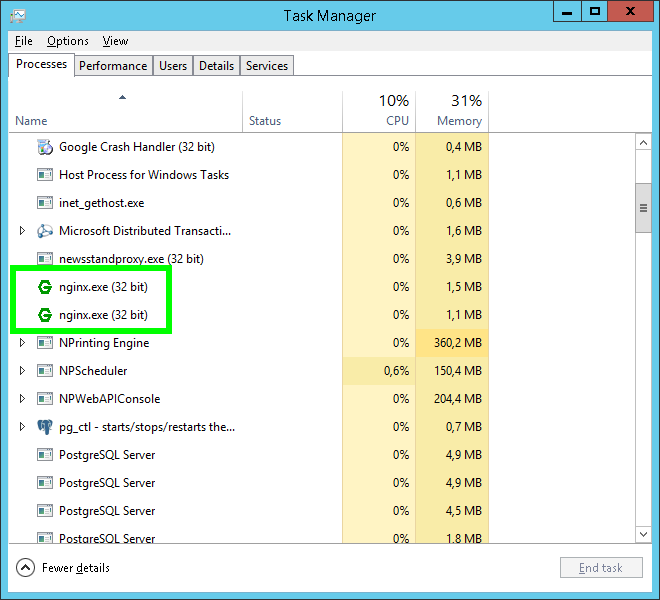 Task Manager
File Options View
Processes Performance Users Details Services
10% 31%
Name Status CPU Memory
Google Crash Handler (32 bit) 0% 0,4 MB
Host Process for Windows Tasks 0% 1,1 MB
inet_gethost.exe 0% 0,6 MB
Microsoft Distributed Transacti... 0% 1,6 MB
newsstandproxy.exe (32 bit) 0% 3,9 MB
nginx.exe (32 bit) 0% 1,5 MB
nginx.exe (32 bit) 0% 1,1 MB
NPrinting Engine 0% 360,2 MB
NPScheduler 0,6% 150,4 MB
NPWebAPIConsole 0% 204,4 MB
pg_ctl - starts/stops/restarts the... 0% 0,7 MB
PostgreSQL Server 0% 4,9 MB
PostgreSQL Server 0% 4,9 MB
PostgreSQL Server 0% 4,5 MB
PostgreSQL Server 0% 1,8 MB
Fewer details End task